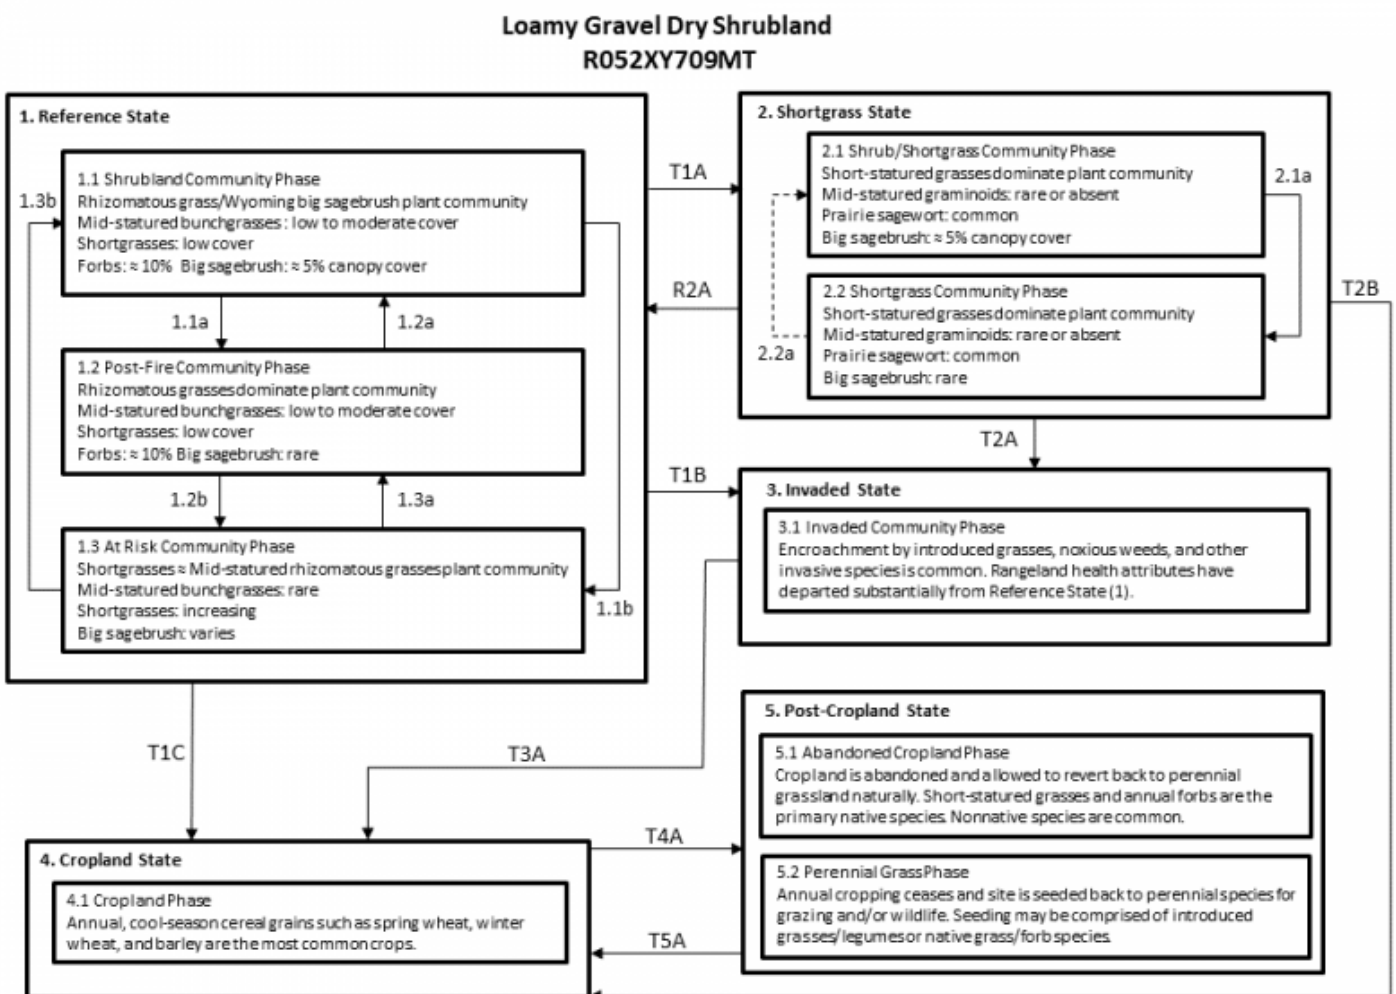 Loamy Gravel Dry Shrubland
R052XY709MT
1. Reference State
1.1 Shrubland Community Phase
Rhizomatous grass/Wyoming big sagebrush plant community
Mid-statured bunchgrasses : low to moderate cover
Shortgrasses: low cover
Forbs: ≈ 10% Big sagebrush: ≈ 5% canopy cover
1.3b
1.1a
1.2a
1.2 Post-Fire Community Phase
Rhizomatous grasses dominate plant community
Mid-statured bunchgrasses: low to moderate cover
Shortgrasses: low cover
Forbs: ≈ 10% Big sagebrush: rare
1.2b
1.3a
1.3 At Risk Community Phase
Shortgrasses ≈ Mid-statured rhizomatous grasses plant community
Mid-statured bunchgrasses: rare
Shortgrasses: increasing
Big sagebrush: varies
1.1b
T1A
R2A
T1B
2. Shortgrass State
2.1 Shrub/Shortgrass Community Phase
Short-statured grasses dominate plant community
Mid-statured graminoids: rare or absent
Prairie sagewort: common
Big sagebrush: ≈ 5% canopy cover
2.1a
2.2 Shortgrass Community Phase
Short-statured grasses dominate plant community
Mid-statured graminoids: rare or absent
Prairie sagewort: common
Big sagebrush: rare
2.2a
T2B
T2A
3. Invaded State
3.1 Invaded Community Phase
Encroachment by introduced grasses, noxious weeds, and other
invasive species is common. Rangeland health attributes have
departed substantially from Reference State (1).
T1C
T3A
5. Post-Cropland State
5.1 Abandoned Cropland Phase
Cropland is abandoned and allowed to revert back to perennial
grassland naturally. Short-statured grasses and annual forbs are the
primary native species. Nonnative species are common.
5.2 Perennial Grass Phase
Annual cropping ceases and site is seeded back to perennial species for
grazing and/or wildlife. Seeding may be comprised of introduced
grasses/legumes or native grass/forb species.
T4A
T5A
4. Cropland State
4.1 Cropland Phase
Annual, cool-season cereal grains such as spring wheat, winter
wheat, and barley are the most common crops.